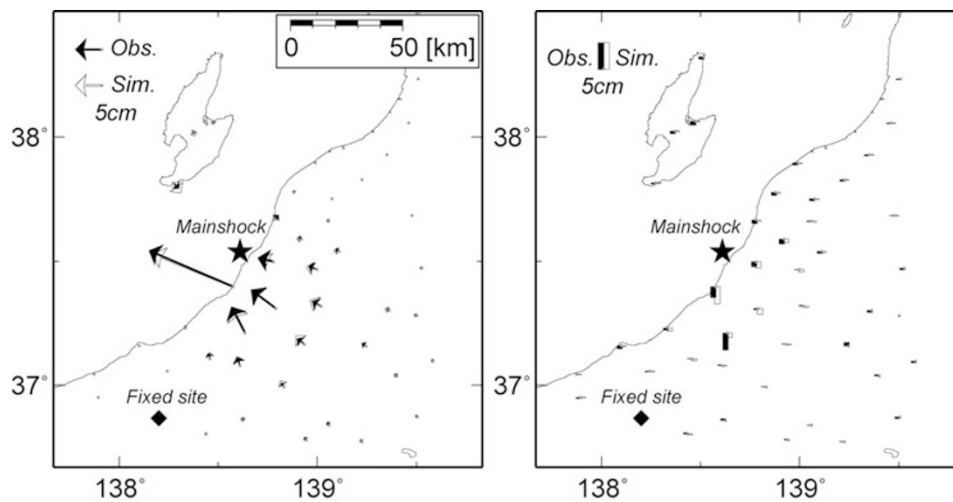 Obs.
Sim.
5cm
0 50 [km]
38°
37°
Mainshock
Fixed site
138° 139°
Obs. Sim.
5cm
38°
37°
Mainshock
Fixed site
138° 139°